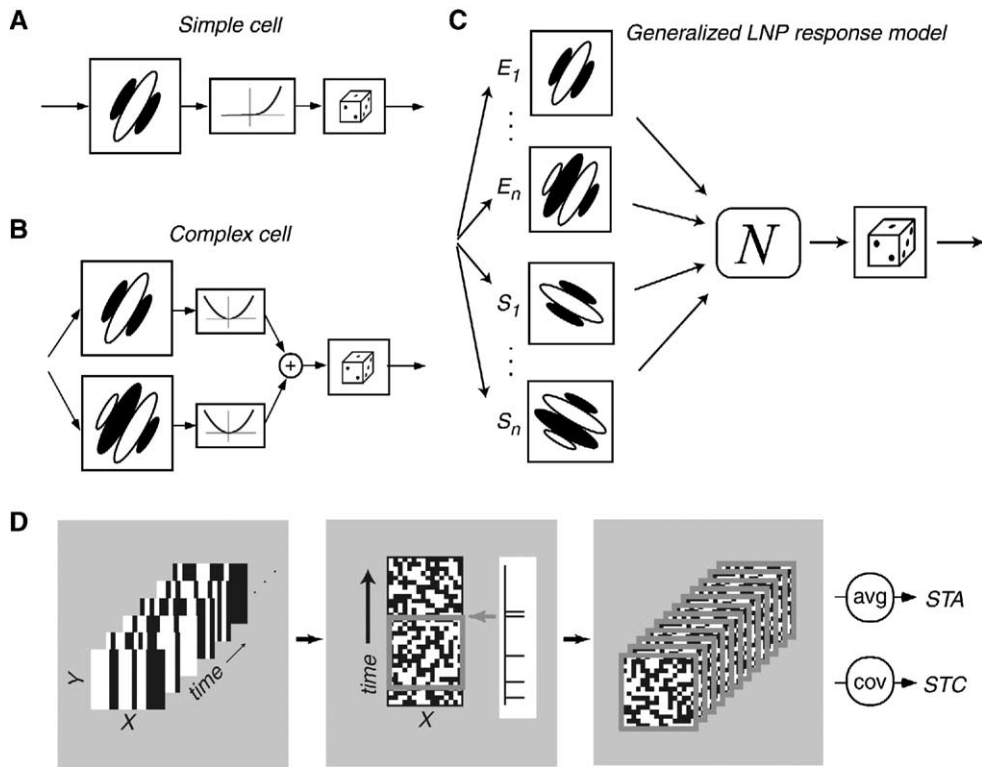 A
Simple cell
B
Complex cell
+
C
Generalized LNP response model
E1
En
S1
Sn
N
D
Y
X
time
time
X
avg
STA
cov
STC